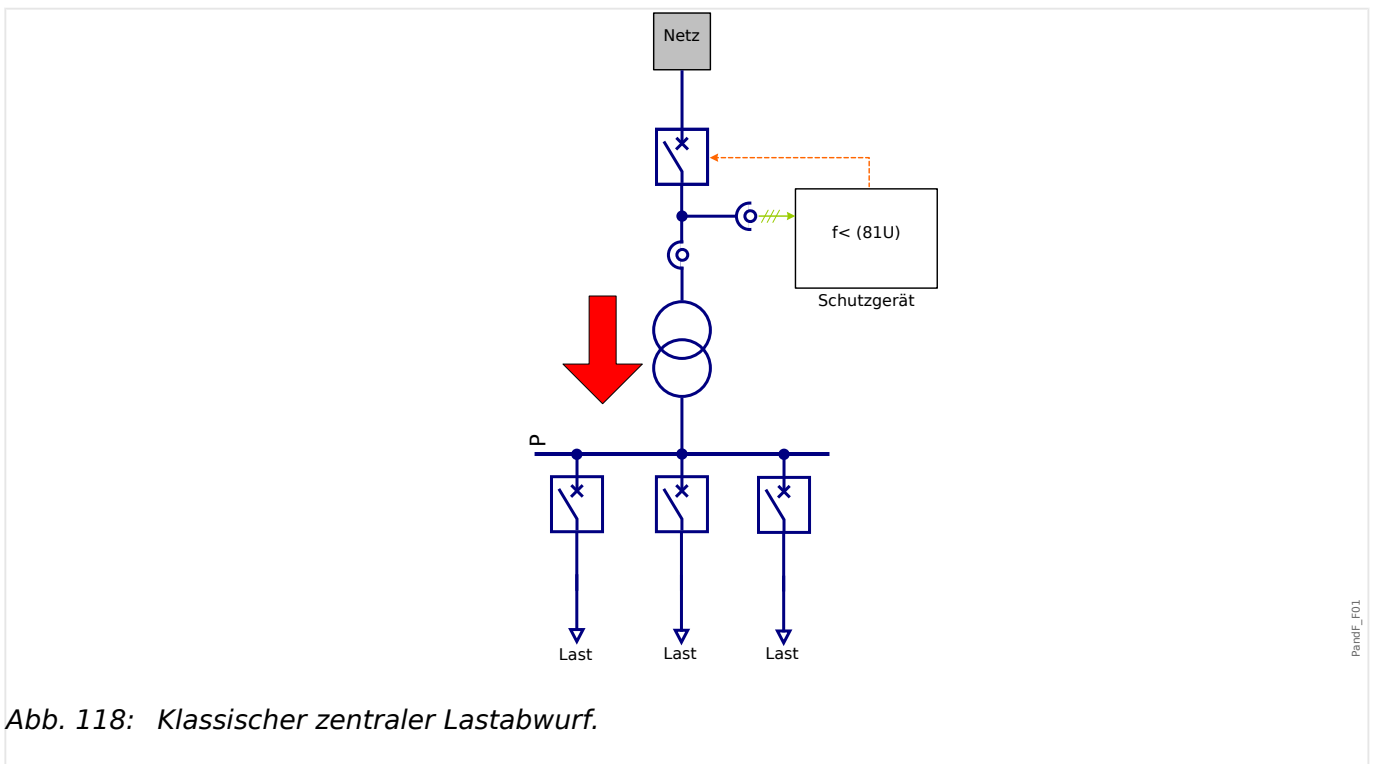 Netz
f< (81U)
Schutzgerät
P
Last
Last
Last
PandF_F01
Abb. 118: Klassischer zentraler Lastabwurf.